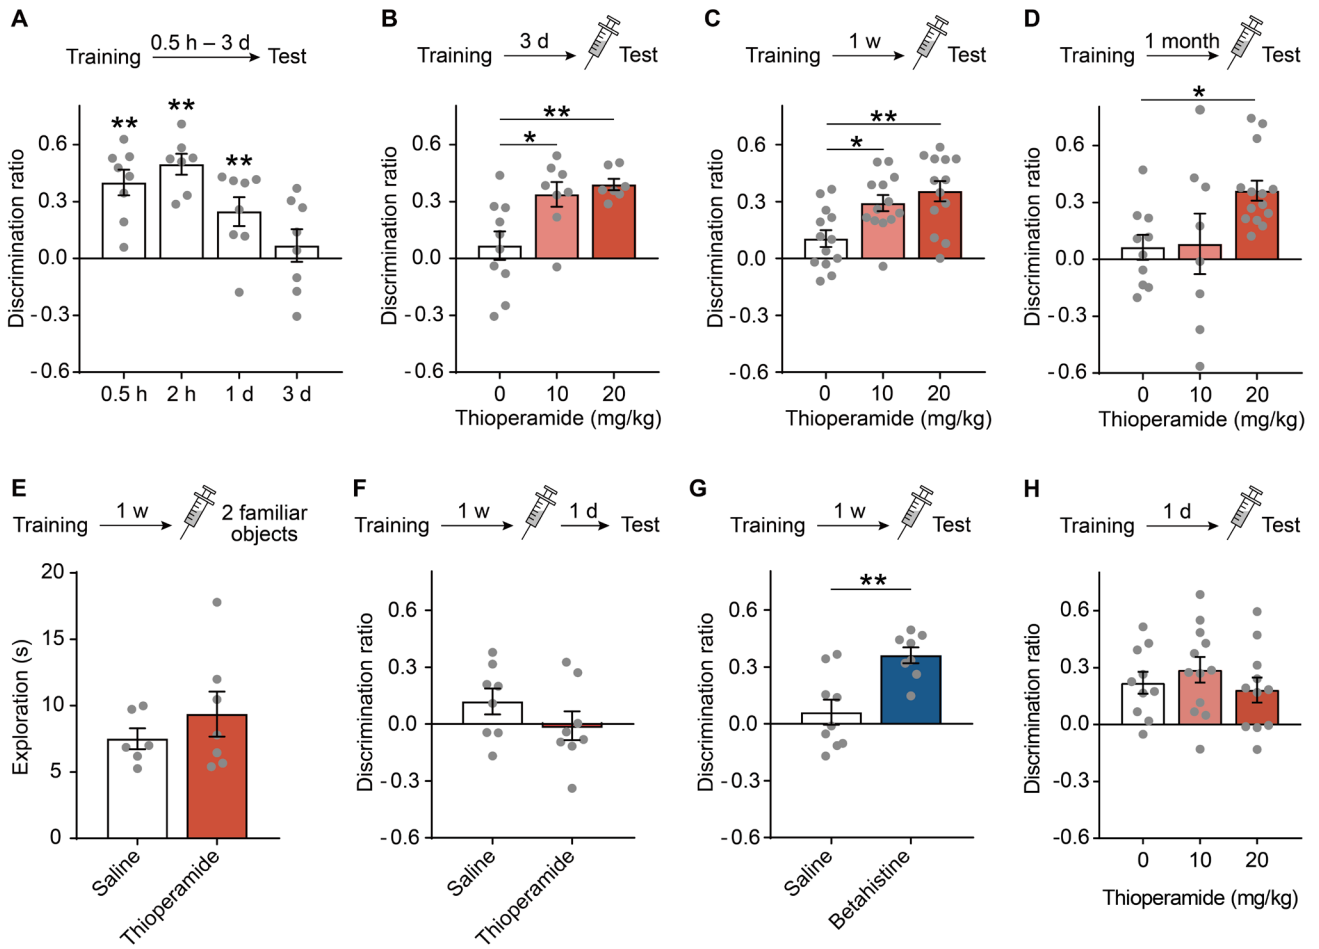 A
Training 0.5 h – 3 d Test
**
**
**
Discrimination ratio
0.6
0.3
0.0
-0.3
-0.6
0.5 h 2 h 1 d 3 d
B
Training 3 d Test
**
*
Discrimination ratio
0.6
0.3
0.0
-0.3
-0.6
0 10 20
Thioperamide (mg/kg)
C
Training 1 w Test
**
*
Discrimination ratio
0.6
0.3
0.0
-0.3
-0.6
0 10 20
Thioperamide (mg/kg)
D
Training 1 month Test
*
Discrimination ratio
0.6
0.3
0.0
-0.3
-0.6
0 10 20
Thioperamide (mg/kg)
E
Training 1 w 2 familiar
objects
Exploration (s)
20
15
10
5
0
Saline
Thioperamide
F
Training 1 w 1 d Test
Discrimination ratio
0.6
0.3
0.0
-0.3
-0.6
Saline
Thioperamide
G
Training 1 w Test
**
Discrimination ratio
0.6
0.3
0.0
-0.3
-0.6
Saline
Betahistine
H
Training 1 d Test
Discrimination ratio
0.6
0.3
0.0
-0.3
-0.6
0 10 20
Thioperamide (mg/kg)